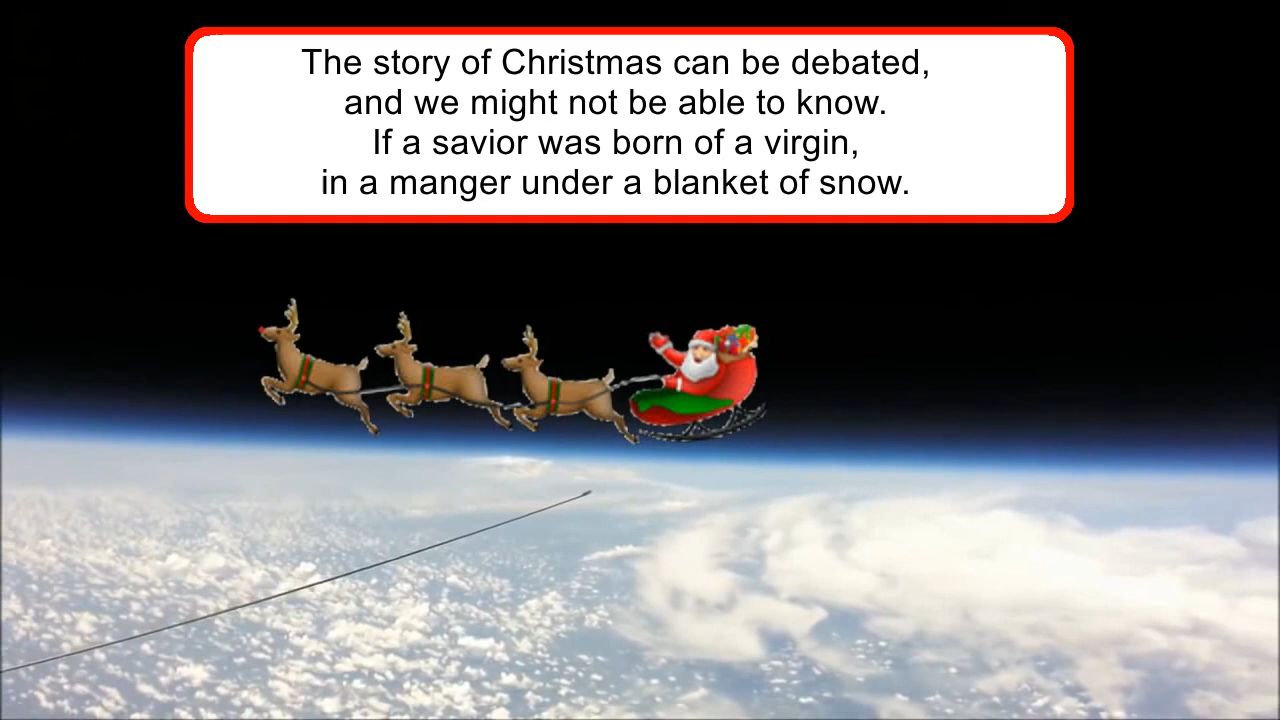 The story of Christmas can be debated,
and we might not be able to know.
If a savior was born of a virgin,
in a manger under a blanket of snow.